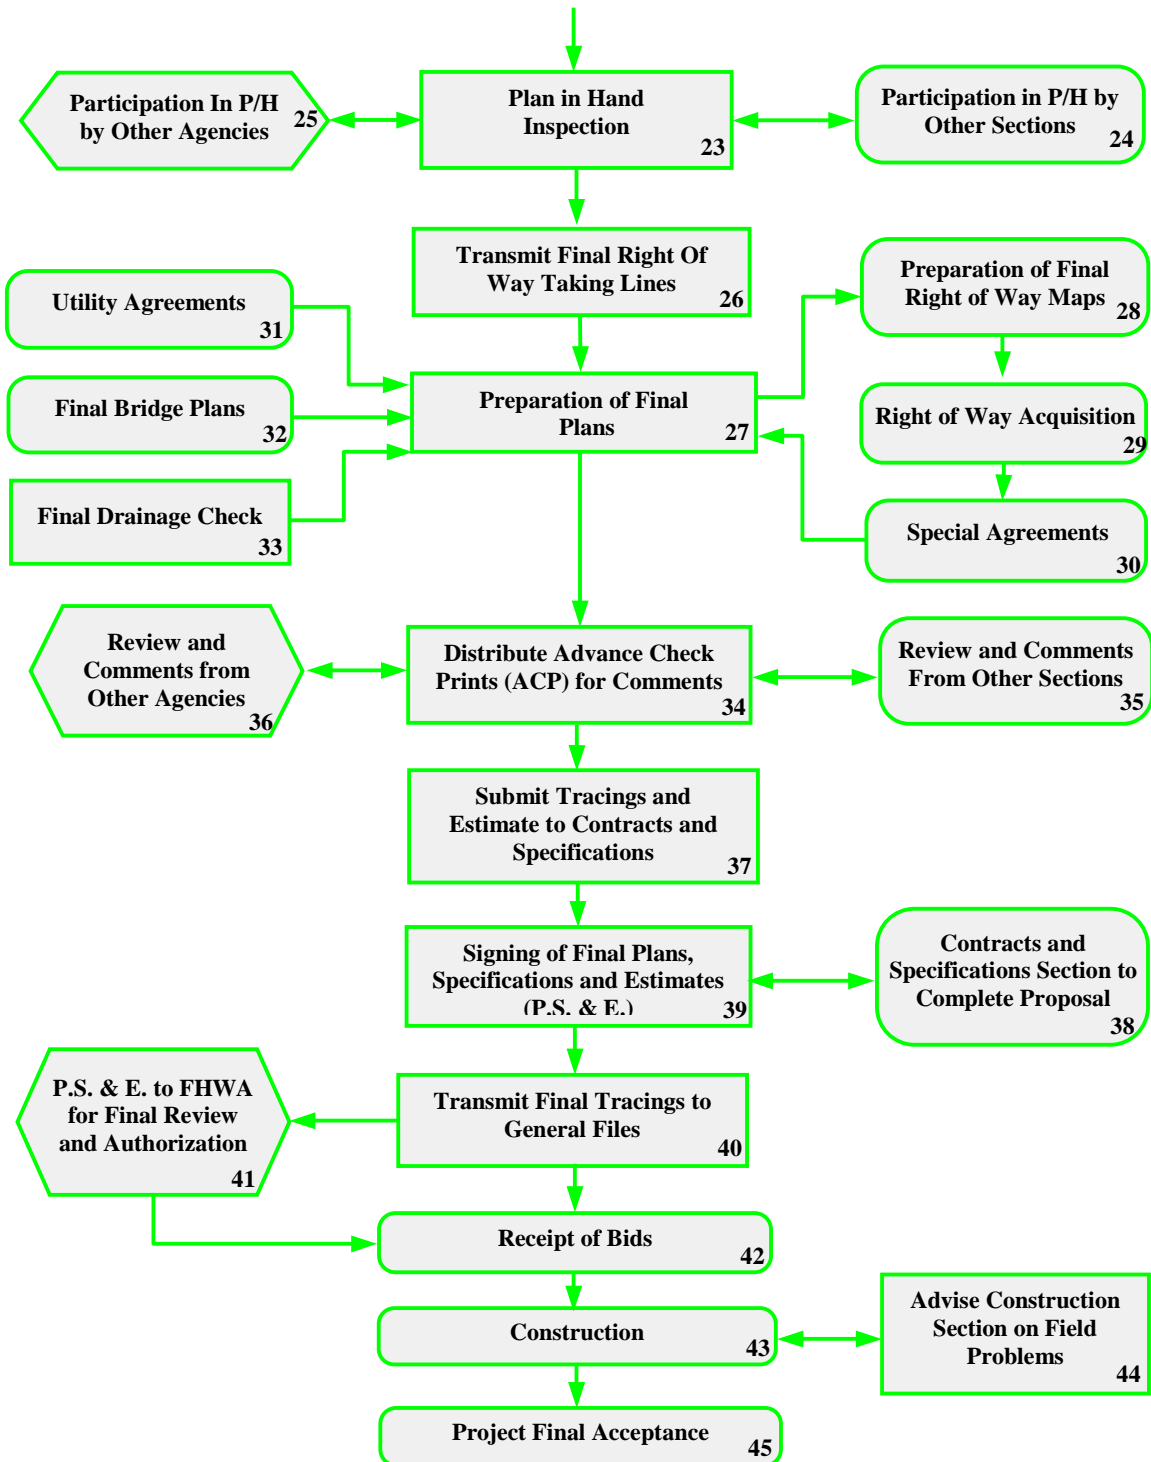 Participation In P/H
by Other Agencies
25
Plan in Hand
Inspection
23
Participation in P/H by
Other Sections
24
Transmit Final Right Of
Way Taking Lines
26
Utility Agreements
31
Preparation of Final
Right of Way Maps
28
Final Bridge Plans
32
Preparation of Final
Plans
27
Right of Way Acquisition
29
Final Drainage Check
33
Special Agreements
30
Review and
Comments from
Other Agencies
36
Distribute Advance Check
Prints (ACP) for Comments
34
Review and Comments
From Other Sections
35
Submit Tracings and
Estimate to Contracts and
Specifications
37
Signing of Final Plans,
Specifications and Estimates
(P.S. & E.)
39
Contracts and
Specifications Section to
Complete Proposal
38
P.S. & E. to FHWA
for Final Review
and Authorization
41
Transmit Final Tracings to
General Files
40
Receipt of Bids
42
Construction
43
Advise Construction
Section on Field
Problems
44
Project Final Acceptance
45